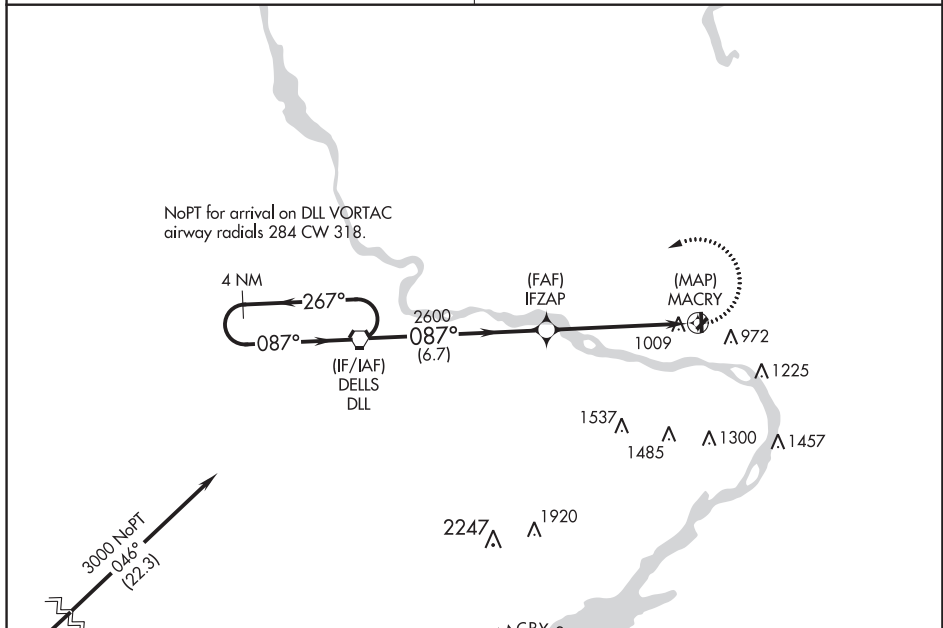 NoPT for arrival on DLL VORTAC
airway radials 284 CW 318.
4 NM
267°
087°
(IF/IAF)
DELLS
DLL
2600
087°
(6.7)
(FAF)
IFZAP
(MAP)
MACRY
1009
972
1225
1537
1485
1300
1457
2247
1920
3000 NoPT
046°
(22.3)